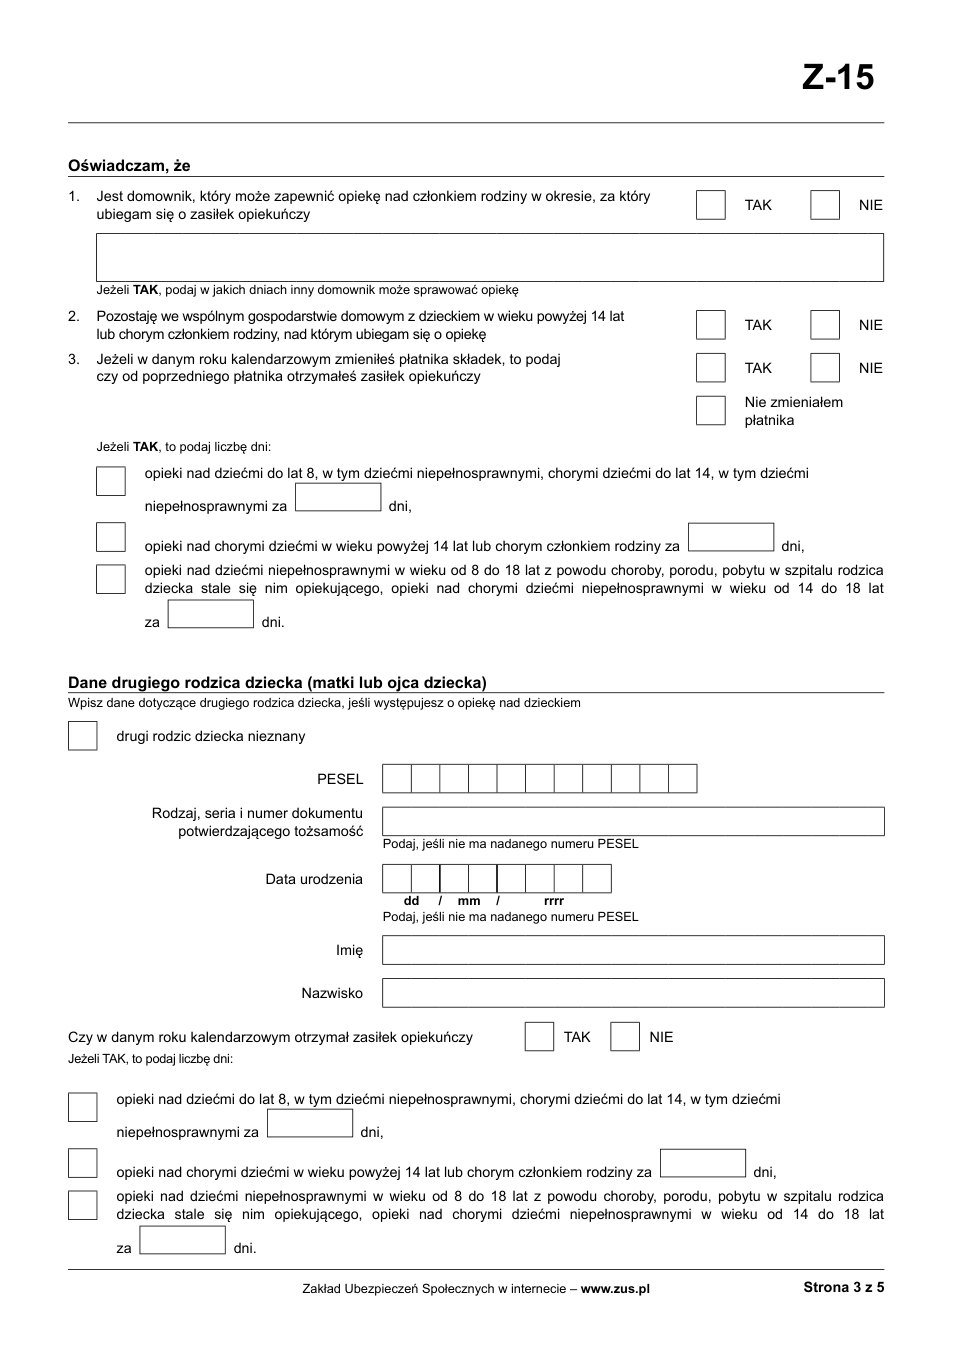 Z-15
Oświadczam, że
1. Jest domownik, który może zapewnić opiekę nad członkiem rodziny w okresie, za który
ubiegam się o zasiłek opiekuńczy
TAK NIE
Jeżeli TAK, podaj w jakich dniach inny domownik może sprawować opiekę
2. Pozostaję we wspólnym gospodarstwie domowym z dzieckiem w wieku powyżej 14 lat
lub chorym członkiem rodziny, nad którym ubiegam się o opiekę
TAK NIE
3. Jeżeli w danym roku kalendarzowym zmieniłeś płatnika składek, to podaj
czy od poprzedniego płatnika otrzymałeś zasiłek opiekuńczy
TAK NIE
Nie zmieniałem
płatnika
Jeżeli TAK, to podaj liczbę dni:
opieki nad dziećmi do lat 8, w tym dziećmi niepełnosprawnymi, chorymi dziećmi do lat 14, w tym dziećmi
niepełnosprawnymi za dni,
opieki nad chorymi dziećmi w wieku powyżej 14 lat lub chorym członkiem rodziny za dni,
opieki nad dziećmi niepełnosprawnymi w wieku od 8 do 18 lat z powodu choroby, porodu, pobytu w szpitalu rodzica
dziecka stale się nim opiekującego, opieki nad chorymi dziećmi niepełnosprawnymi w wieku od 14 do 18 lat
za dni.
Dane drugiego rodzica dziecka (matki lub ojca dziecka)
Wpisz dane dotyczące drugiego rodzica dziecka, jeśli występujesz o opiekę nad dzieckiem
drugi rodzic dziecka nieznany
PESEL
Rodzaj, seria i numer dokumentu
potwierdzającego tożsamość
Podaj, jeśli nie ma nadanego numeru PESEL
Data urodzenia
dd / mm / rrrr
Podaj, jeśli nie ma nadanego numeru PESEL
Imię
Nazwisko
Czy w danym roku kalendarzowym otrzymał zasiłek opiekuńczy TAK NIE
Jeżeli TAK, to podaj liczbę dni:
opieki nad dziećmi do lat 8, w tym dziećmi niepełnosprawnymi, chorymi dziećmi do lat 14, w tym dziećmi
niepełnosprawnymi za dni,
opieki nad chorymi dziećmi w wieku powyżej 14 lat lub chorym członkiem rodziny za dni,
opieki nad dziećmi niepełnosprawnymi w wieku od 8 do 18 lat z powodu choroby, porodu, pobytu w szpitalu rodzica
dziecka stale się nim opiekującego, opieki nad chorymi dziećmi niepełnosprawnymi w wieku od 14 do 18 lat
za dni.
Zakład Ubezpieczeń Społecznych w internecie – www.zus.pl
Strona 3 z 5